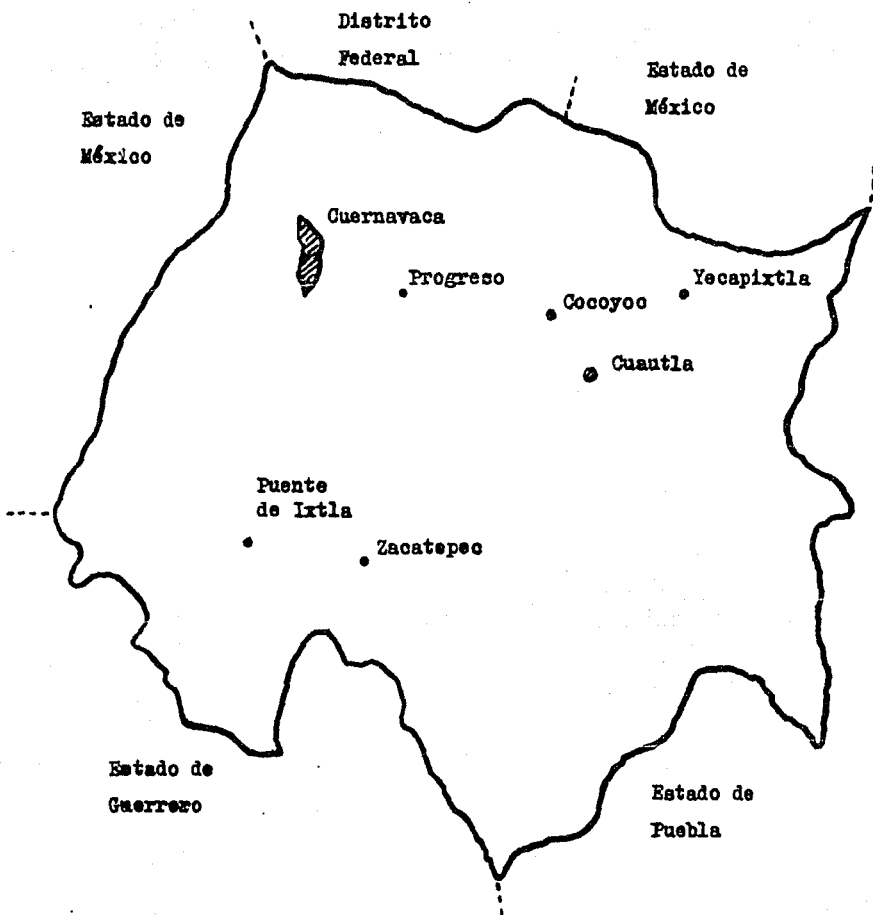 Distrito
Federal
Estado de
México
Estado de
México
Cuernavaca
Progreso
Cocoyoc
Yecapixtla
Cuautla
Puente
de Ixtla
Zacatepec
Estado de
Guerrero
Estado de
Puebla